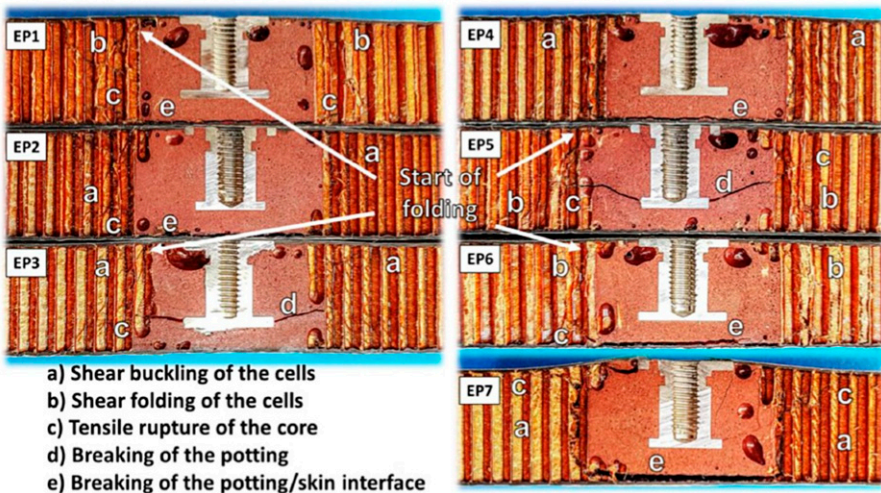 EP1
b
b
c
c
e
EP2
a
a
c
e
EP3
a
a
d
c
Start of
folding
EP4
a
a
e
EP5
c
d
b
c
b
EP6
b
b
c
e
EP7
c
c
a
a
e
a) Shear buckling of the cells
b) Shear folding of the cells
c) Tensile rupture of the core
d) Breaking of the potting
e) Breaking of the potting/skin interface